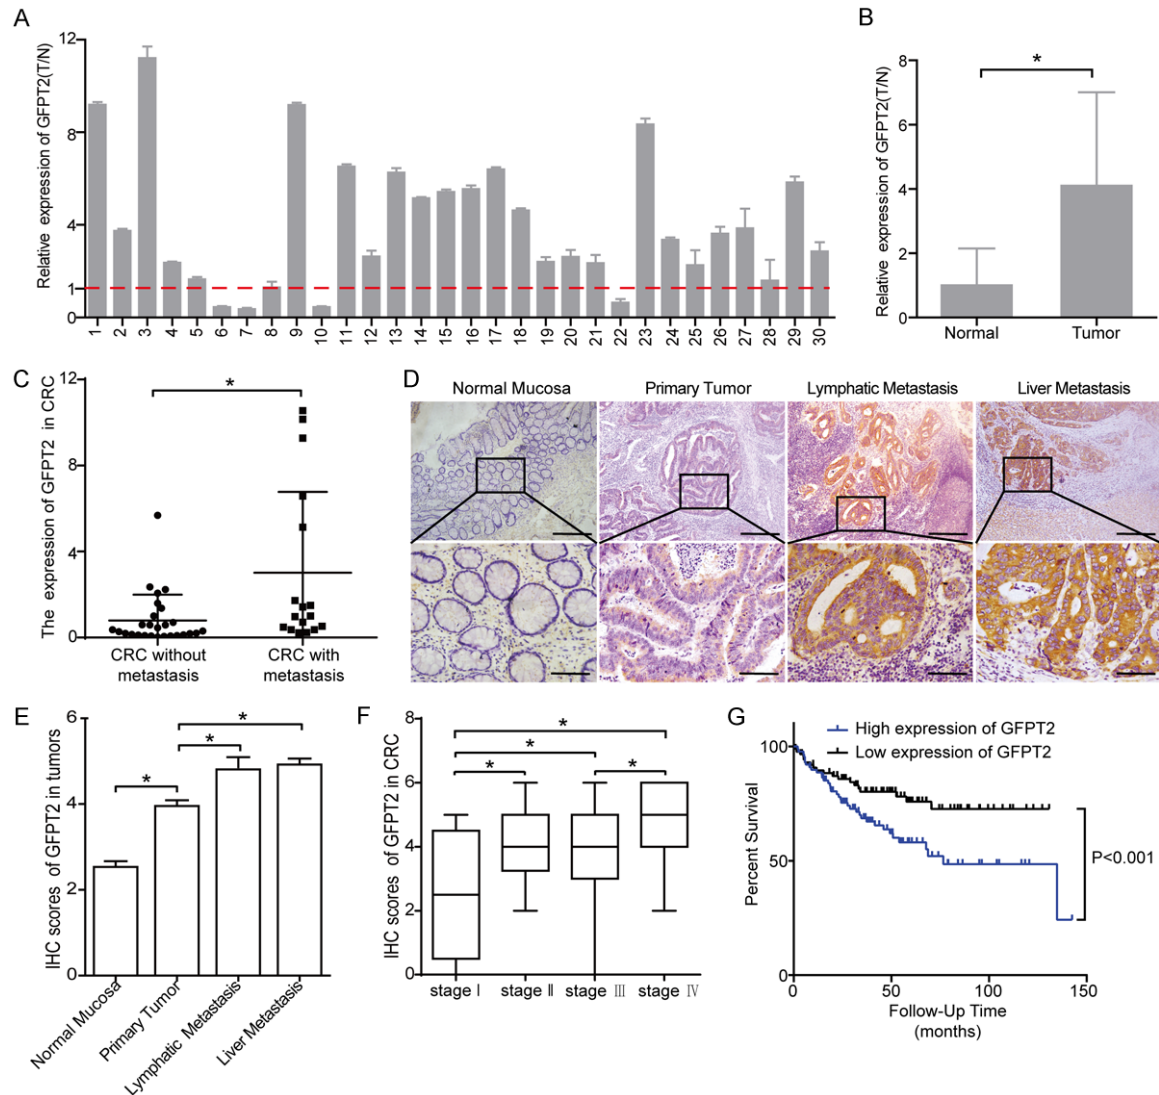 A
Relative expression of GFPT2(T/N)
12
8
4
1
0
1 2 3 4 5 6 7 8 9 10 11 12 13 14 15 16 17 18 19 20 21 22 23 24 25 26 27 28 29 30
B
Relative expression of GFPT2(T/N)
8
6
4
2
0
*
Normal Tumor
C
The expression of GFPT2 in CRC
12
8
4
0
*
CRC without
metastasis
CRC with
metastasis
D
Normal Mucosa Primary Tumor Lymphatic Metastasis Liver Metastasis
E
IHC scores of GFPT2 in tumors
6
4
2
0
*
*
*
Normal Mucosa
Primary Tumor
Lymphatic Metastasis
Liver Metastasis
F
IHC scores of GFPT2 in CRC
8
6
4
2
0
*
*
*
*
stage Ⅰ stage Ⅱ stage Ⅲ stage Ⅳ
G
High expression of GFPT2
Low expression of GFPT2
Percent Survival
100
50
0
P<0.001
0 50 100 150
Follow-Up Time
(months)